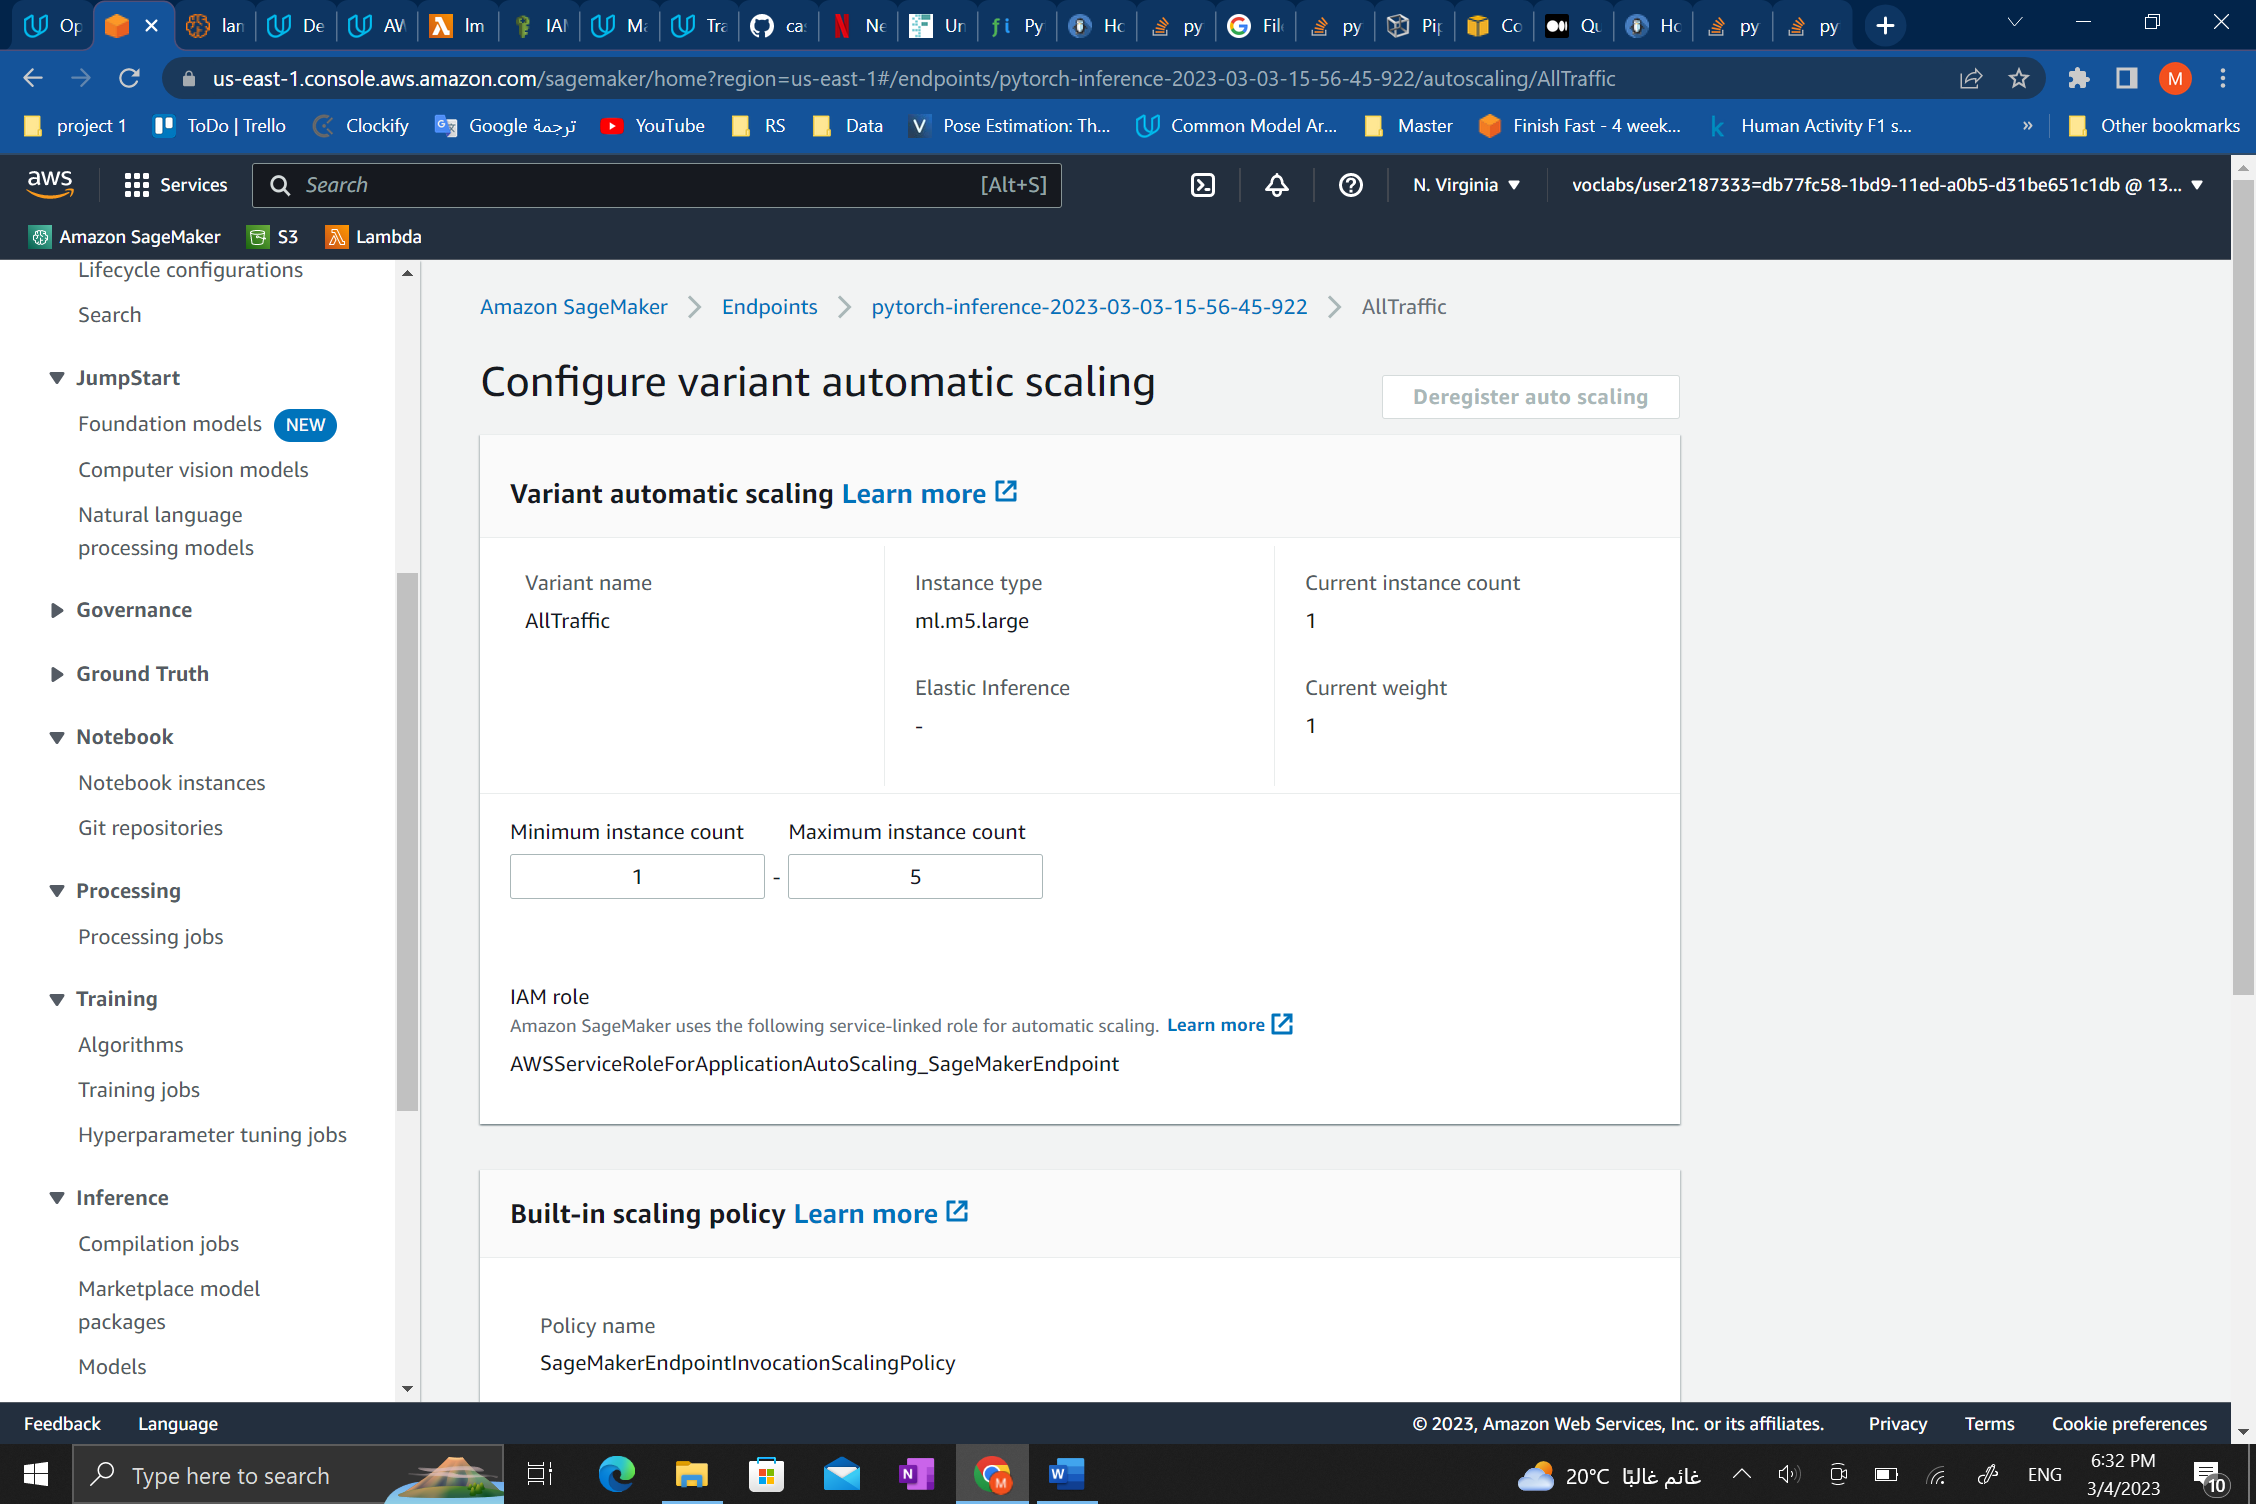 Op
lan
De
AW
Im
IAM
Ma
Tra
ca
Ne
Un
Py
Ho
py
File
py
Pip
Co
Qu
Ho
py
py
us-east-1.console.aws.amazon.com/sagemaker/home?region=us-east-1#/endpoints/pytorch-inference-2023-03-03-15-56-45-922/autoscaling/AllTraffic
M
project 1
ToDo | Trello
Clockify
Google ترجمة
YouTube
RS
Data
Pose Estimation: Th...
Common Model Ar...
Master
Finish Fast - 4 week...
Human Activity F1 s...
»
Other bookmarks
aws
Services
Search
[Alt+S]
N. Virginia
voclabs/user2187333=db77fc58-1bd9-11ed-a0b5-d31be651c1db @ 13...
Amazon SageMaker
S3
Lambda
Lifecycle configurations
Search
JumpStart
Foundation models NEW
Computer vision models
Natural language
processing models
Governance
Ground Truth
Notebook
Notebook instances
Git repositories
Processing
Processing jobs
Training
Algorithms
Training jobs
Hyperparameter tuning jobs
Inference
Compilation jobs
Marketplace model
packages
Models
Amazon SageMaker
Endpoints
pytorch-inference-2023-03-03-15-56-45-922
AllTraffic
Configure variant automatic scaling
Deregister auto scaling
Variant automatic scaling Learn more
Variant name
AllTraffic
Instance type
ml.m5.large
Elastic Inference
-
Current instance count
1
Current weight
1
Minimum instance count
Maximum instance count
1 - 5
IAM role
Amazon SageMaker uses the following service-linked role for automatic scaling. Learn more
AWSServiceRoleForApplicationAutoScaling_SageMakerEndpoint
Built-in scaling policy Learn more
Policy name
SageMakerEndpointInvocationScalingPolicy
Feedback
Language
© 2023, Amazon Web Services, Inc. or its affiliates.
Privacy
Terms
Cookie preferences
Type here to search
20°C غائم غالبًا
ENG
6:32 PM
3/4/2023
10